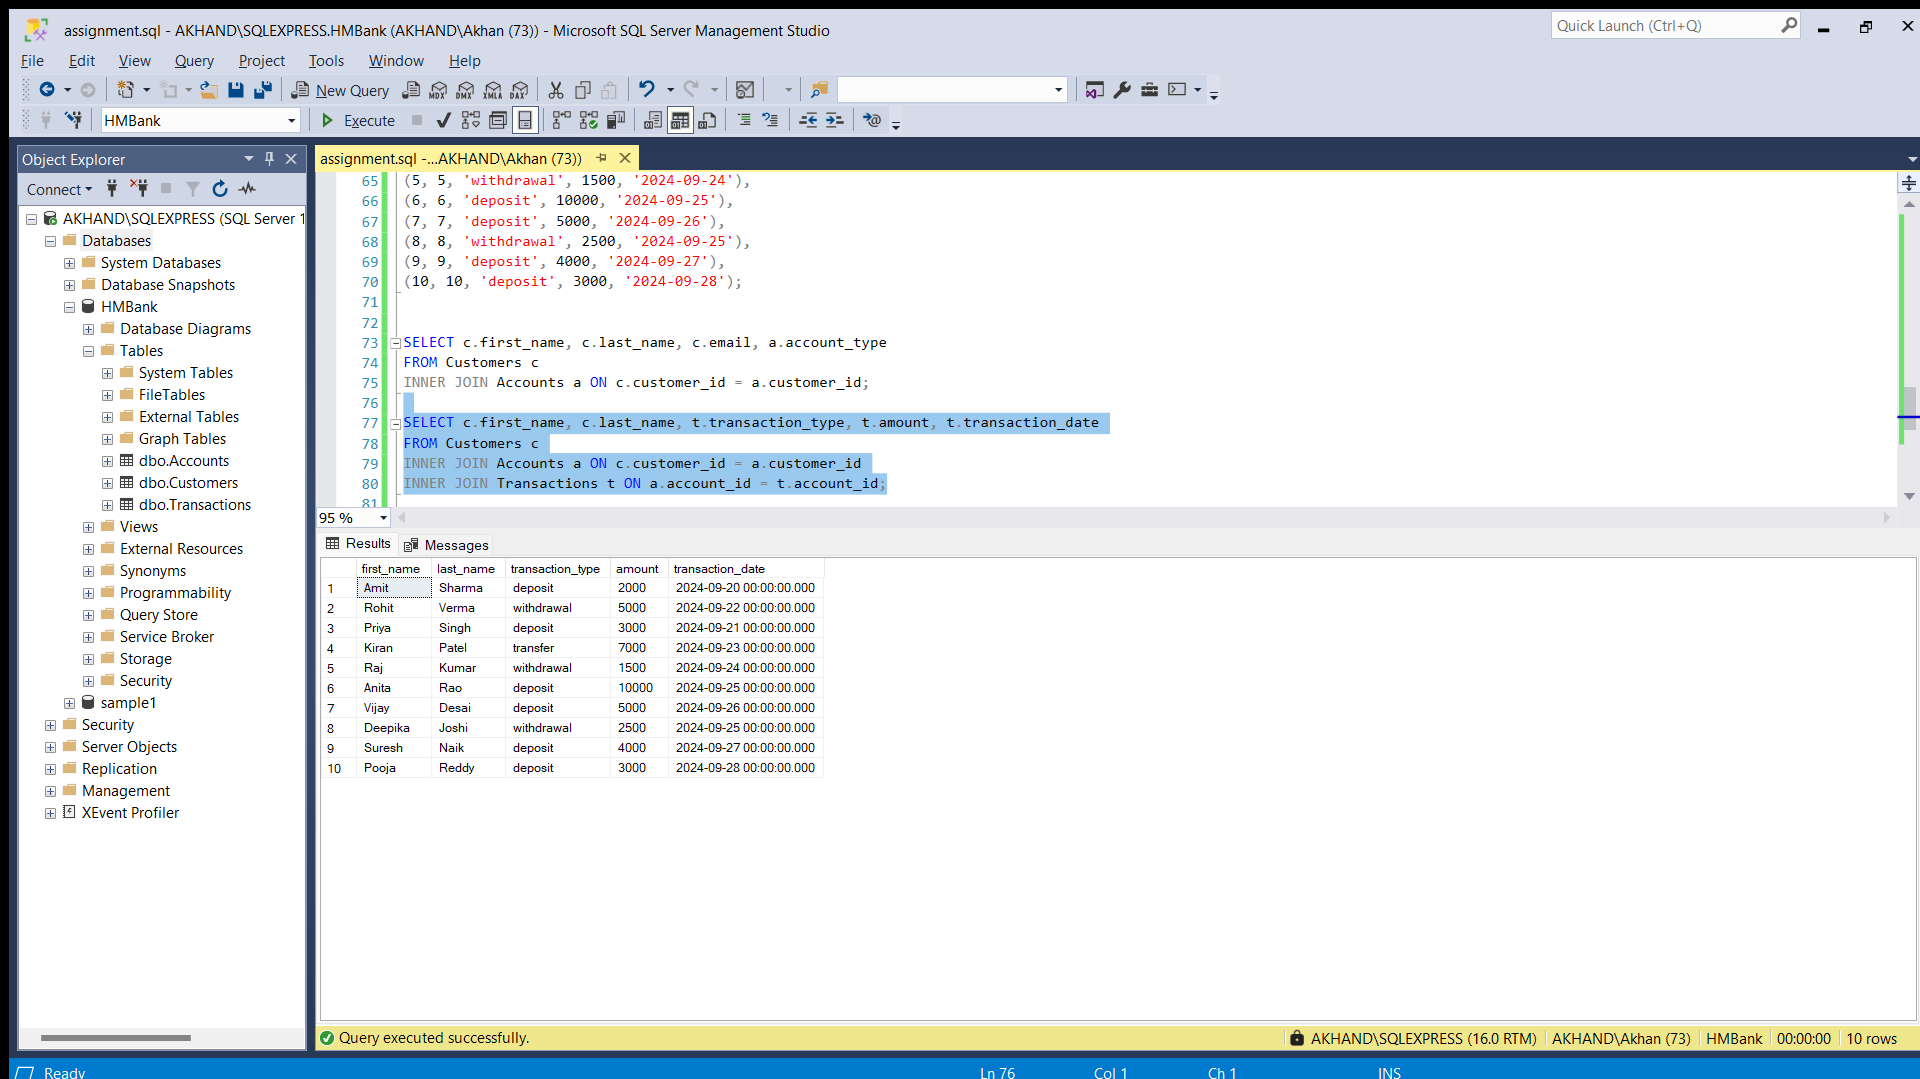 assignment.sql - AKHAND\SQLEXPRESS.HMBank (AKHAND\Akhan (73)) - Microsoft SQL Server Management Studio
Quick Launch (Ctrl+Q)
File Edit View Query Project Tools Window Help
New Query MDX DMX XMLA DAX
HMBank Execute
Object Explorer
Connect
AKHAND\SQLEXPRESS (SQL Server 1
Databases
System Databases
Database Snapshots
HMBank
Database Diagrams
Tables
System Tables
FileTables
External Tables
Graph Tables
dbo.Accounts
dbo.Customers
dbo.Transactions
Views
External Resources
Synonyms
Programmability
Query Store
Service Broker
Storage
Security
sample1
Security
Server Objects
Replication
Management
XEvent Profiler
assignment.sql -...AKHAND\Akhan (73))
65 (5, 5, 'withdrawal', 1500, '2024-09-24'),
66 (6, 6, 'deposit', 10000, '2024-09-25'),
67 (7, 7, 'deposit', 5000, '2024-09-26'),
68 (8, 8, 'withdrawal', 2500, '2024-09-25'),
69 (9, 9, 'deposit', 4000, '2024-09-27'),
70 (10, 10, 'deposit', 3000, '2024-09-28');
71
72
73 SELECT c.first_name, c.last_name, c.email, a.account_type
74 FROM Customers c
75 INNER JOIN Accounts a ON c.customer_id = a.customer_id;
76
77 SELECT c.first_name, c.last_name, t.transaction_type, t.amount, t.transaction_date
78 FROM Customers c
79 INNER JOIN Accounts a ON c.customer_id = a.customer_id
80 INNER JOIN Transactions t ON a.account_id = t.account_id;
81
95 %
Results Messages
first_name last_name transaction_type amount transaction_date
1 Amit Sharma deposit 2000 2024-09-20 00:00:00.000
2 Rohit Verma withdrawal 5000 2024-09-22 00:00:00.000
3 Priya Singh deposit 3000 2024-09-21 00:00:00.000
4 Kiran Patel transfer 7000 2024-09-23 00:00:00.000
5 Raj Kumar withdrawal 1500 2024-09-24 00:00:00.000
6 Anita Rao deposit 10000 2024-09-25 00:00:00.000
7 Vijay Desai deposit 5000 2024-09-26 00:00:00.000
8 Deepika Joshi withdrawal 2500 2024-09-25 00:00:00.000
9 Suresh Naik deposit 4000 2024-09-27 00:00:00.000
10 Pooja Reddy deposit 3000 2024-09-28 00:00:00.000
Query executed successfully. AKHAND\SQLEXPRESS (16.0 RTM) AKHAND\Akhan (73) HMBank 00:00:00 10 rows
Ready Ln 76 Col 1 Ch 1 INS